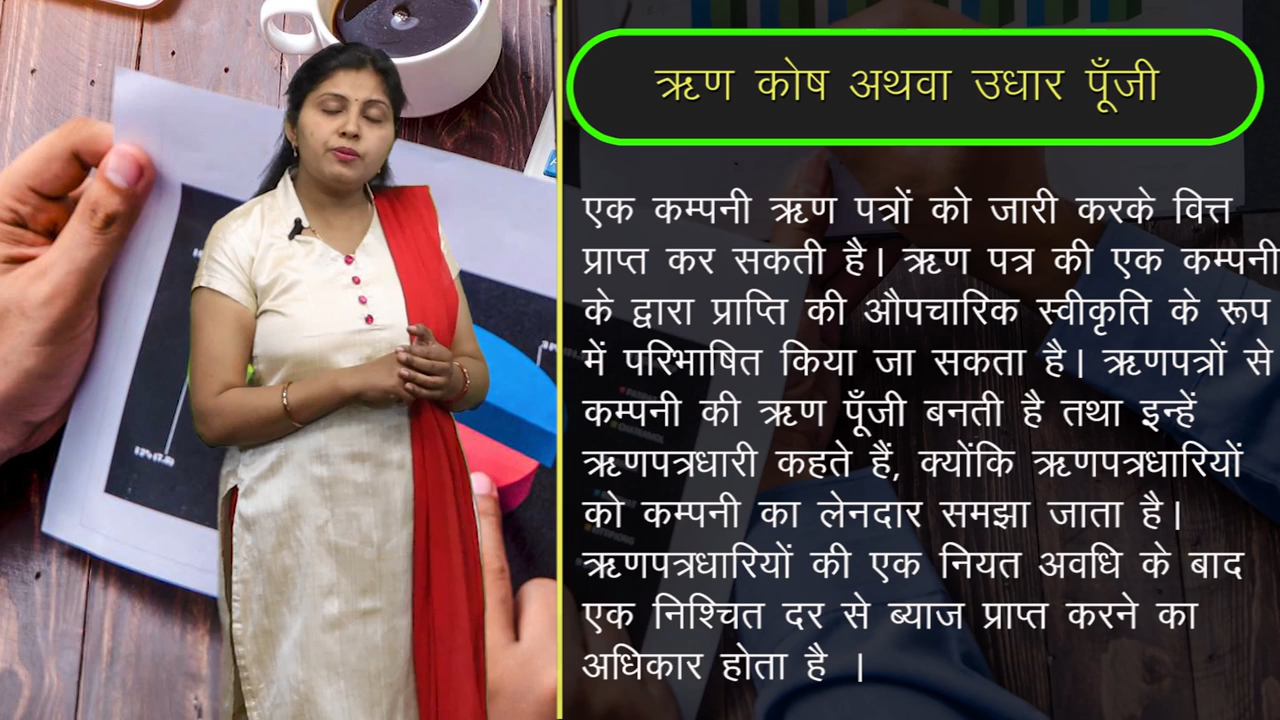 ऋण कोष अथवा उधार पूँजी
एक कम्पनी ऋण पत्रों को जारी करके वित्त
प्राप्त कर सकती है। ऋण पत्र की एक कम्पनी
के द्वारा प्राप्ति की औपचारिक स्वीकृति के रूप
में परिभाषित किया जा सकता है। ऋणपत्रों से
कम्पनी की ऋण पूँजी बनती है तथा इन्हें
ऋणपत्रधारी कहते हैं, क्योंकि ऋणपत्रधारियों
को कम्पनी का लेनदार समझा जाता है।
ऋणपत्रधारियों की एक नियत अवधि के बाद
एक निश्चित दर से ब्याज प्राप्त करने का
अधिकार होता है ।